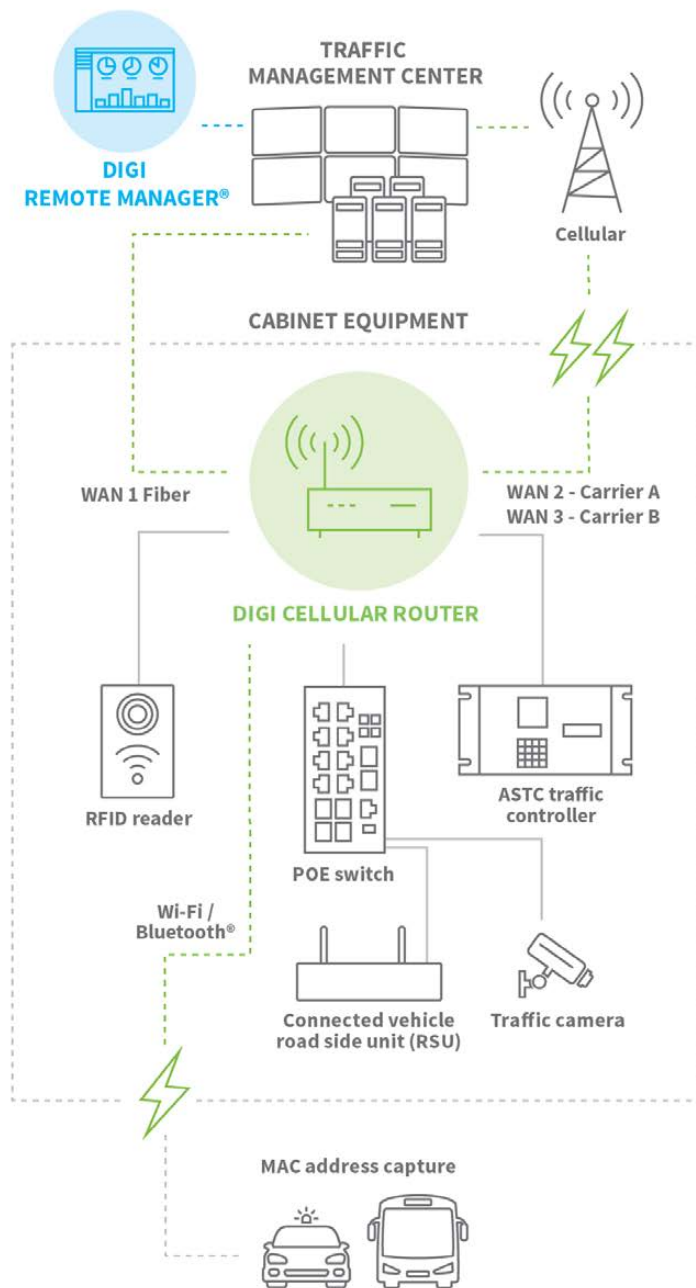 TRAFFIC
MANAGEMENT CENTER
DIGI
REMOTE MANAGER®
Cellular
CABINET EQUIPMENT
WAN 1 Fiber
WAN 2 - Carrier A
WAN 3 - Carrier B
DIGI CELLULAR ROUTER
RFID reader
ASTC traffic
controller
POE switch
Wi-Fi /
Bluetooth®
Connected vehicle
road side unit (RSU)
Traffic camera
MAC address capture